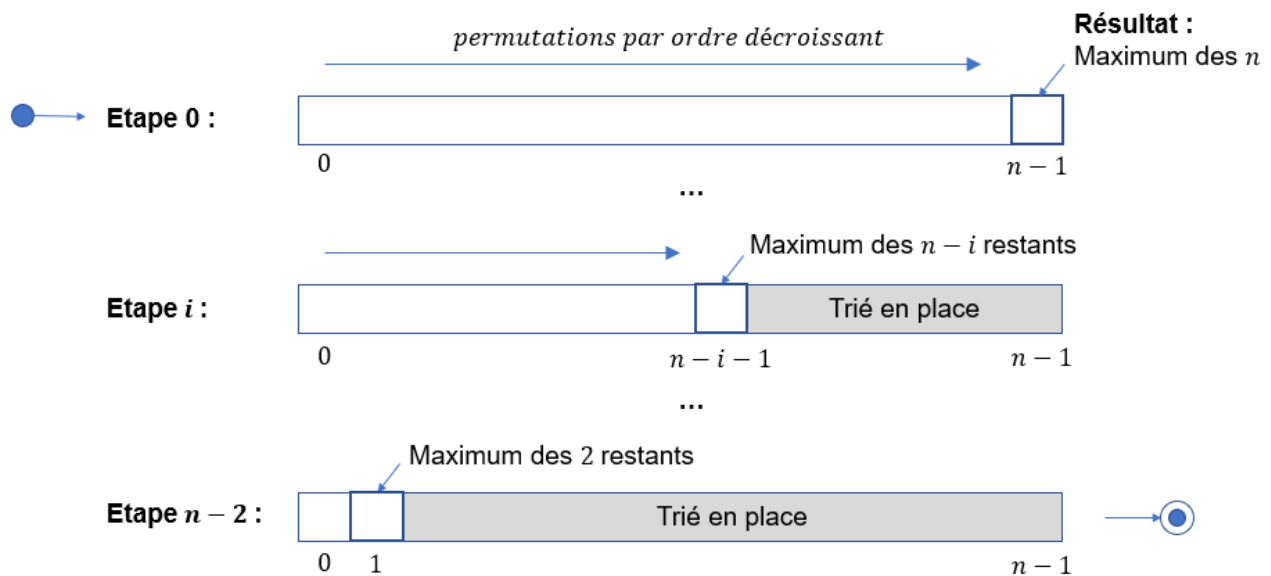 Résultat :
permutations par ordre décroissant
Maximum des n
Etape 0 :
0
n − 1
...
Maximum des n − i restants
Etape i :
Trié en place
0
n − i − 1
n − 1
...
Maximum des 2 restants
Etape n − 2 :
Trié en place
0
1
n − 1